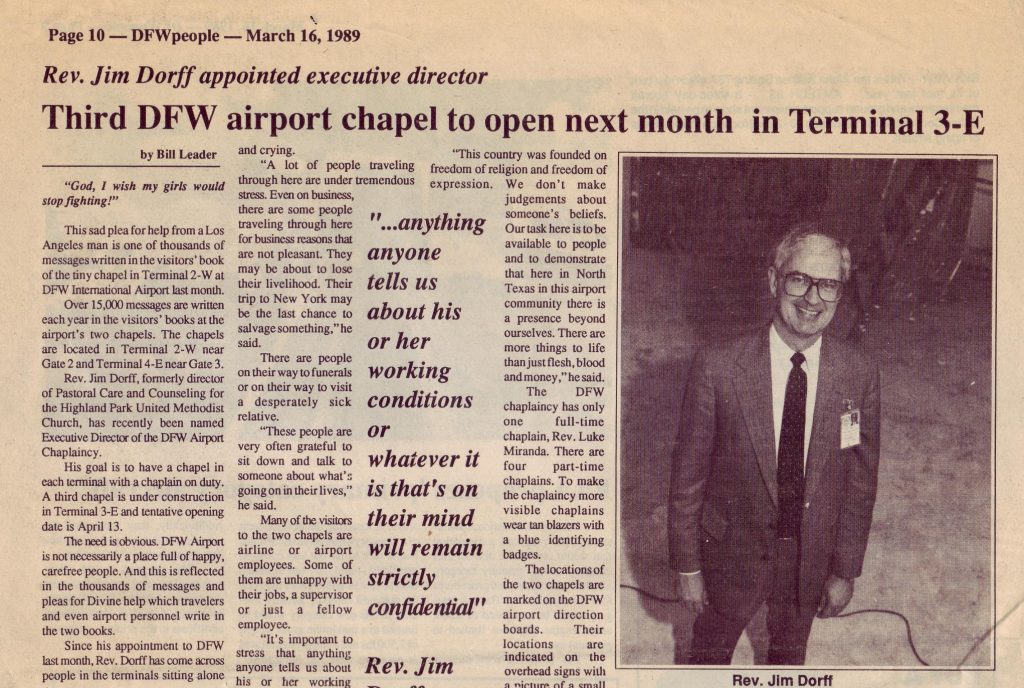 Page 10 — DFWpeople — March 16, 1989
Rev. Jim Dorff appointed executive director
Third DFW airport chapel to open next month in Terminal 3-E
by Bill Leader
"God, I wish my girls would
stop fighting!"
This sad plea for help from a Los
Angeles man is one of thousands of
messages written in the visitors' book
of the tiny chapel in Terminal 2-W at
DFW International Airport last month.
Over 15,000 messages are written
each year in the visitors' books at the
airport's two chapels. The chapels
are located in Terminal 2-W near
Gate 2 and Terminal 4-E near Gate 3.
Rev. Jim Dorff, formerly director
of Pastoral Care and Counseling for
the Highland Park United Methodist
Church, has recently been named
Executive Director of the DFW Airport
Chaplaincy.
His goal is to have a chapel in
each terminal with a chaplain on duty.
A third chapel is under construction
in Terminal 3-E and tentative opening
date is April 13.
The need is obvious. DFW Airport
is not necessarily a place full of happy,
carefree people. And this is reflected
in the thousands of messages and
pleas for Divine help which travelers
and even airport personnel write in
the two books.
Since his appointment to DFW
last month, Rev. Dorff has come across
people in the terminals sitting alone
and crying.
"A lot of people traveling
through here are under tremendous
stress. Even on business,
there are some people
traveling through here
for business reasons that
are not pleasant. They
may be about to lose
their livelihood. Their
trip to New York may
be the last chance to
salvage something," he
said.
There are people
on their way to funerals
or on their way to visit
a desperately sick
relative.
"These people are
very often grateful to
sit down and talk to
someone about what's
going on in their lives,"
he said.
Many of the visitors
to the two chapels are
airline or airport
employees. Some of
them are unhappy with
their jobs, a supervisor
or just a fellow
employee.
"It's important to
stress that anything
anyone tells us about
his or her working
"...anything
anyone
tells us
about his
or her
working
conditions
or
whatever it
is that's on
their mind
will remain
strictly
confidential"
Rev. Jim
Dorff
"This country was founded on
freedom of religion and freedom of
expression. We don't make
judgements about
someone's beliefs.
Our task here is to be
available to people
and to demonstrate
that here in North
Texas in this airport
community there is
a presence beyond
ourselves. There are
more things to life
than just flesh, blood
and money," he said.
The DFW
chaplaincy has only
one full-time
chaplain, Rev. Luke
Miranda. There are
four part-time
chaplains. To make
the chaplaincy more
visible chaplains
wear tan blazers with
a blue identifying
badges.
The locations of
the two chapels are
marked on the DFW
airport direction
boards. Their
locations are
indicated on the
overhead signs with
a picture of a small
Rev. Jim Dorff